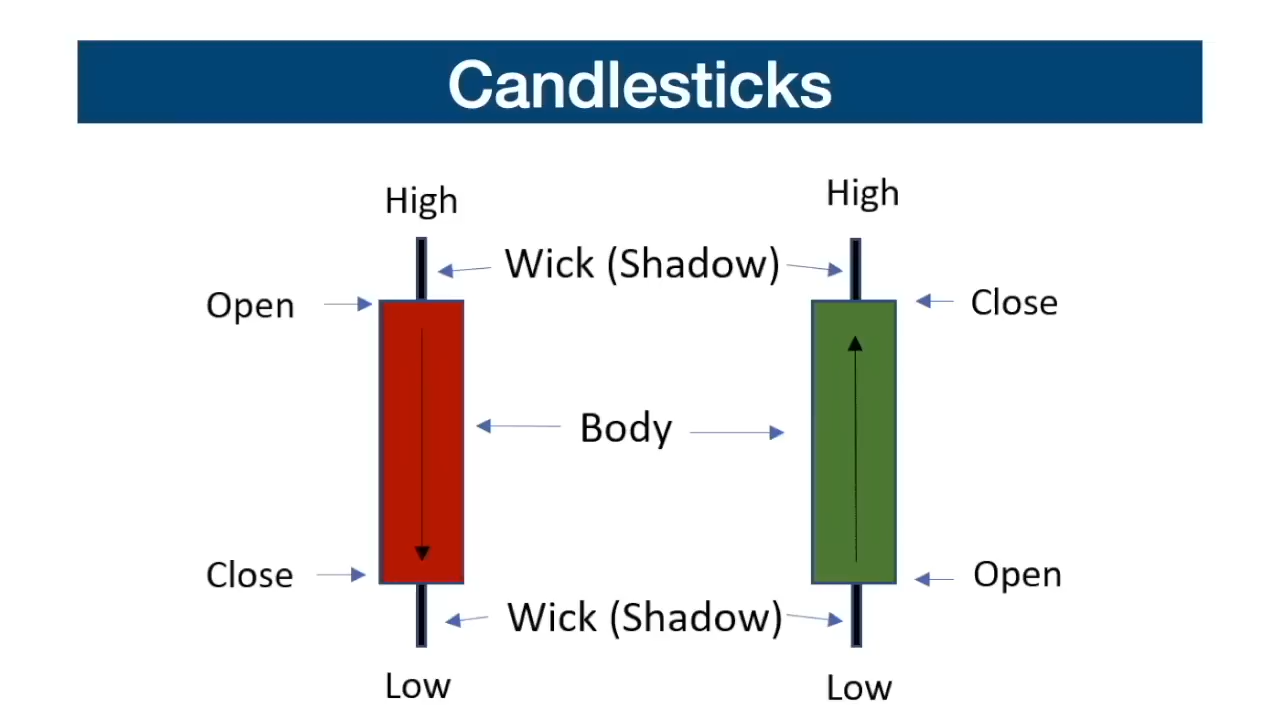 Candlesticks
High
High
Wick (Shadow)
Open
Close
Body
Close
Open
Wick (Shadow)
Low
Low